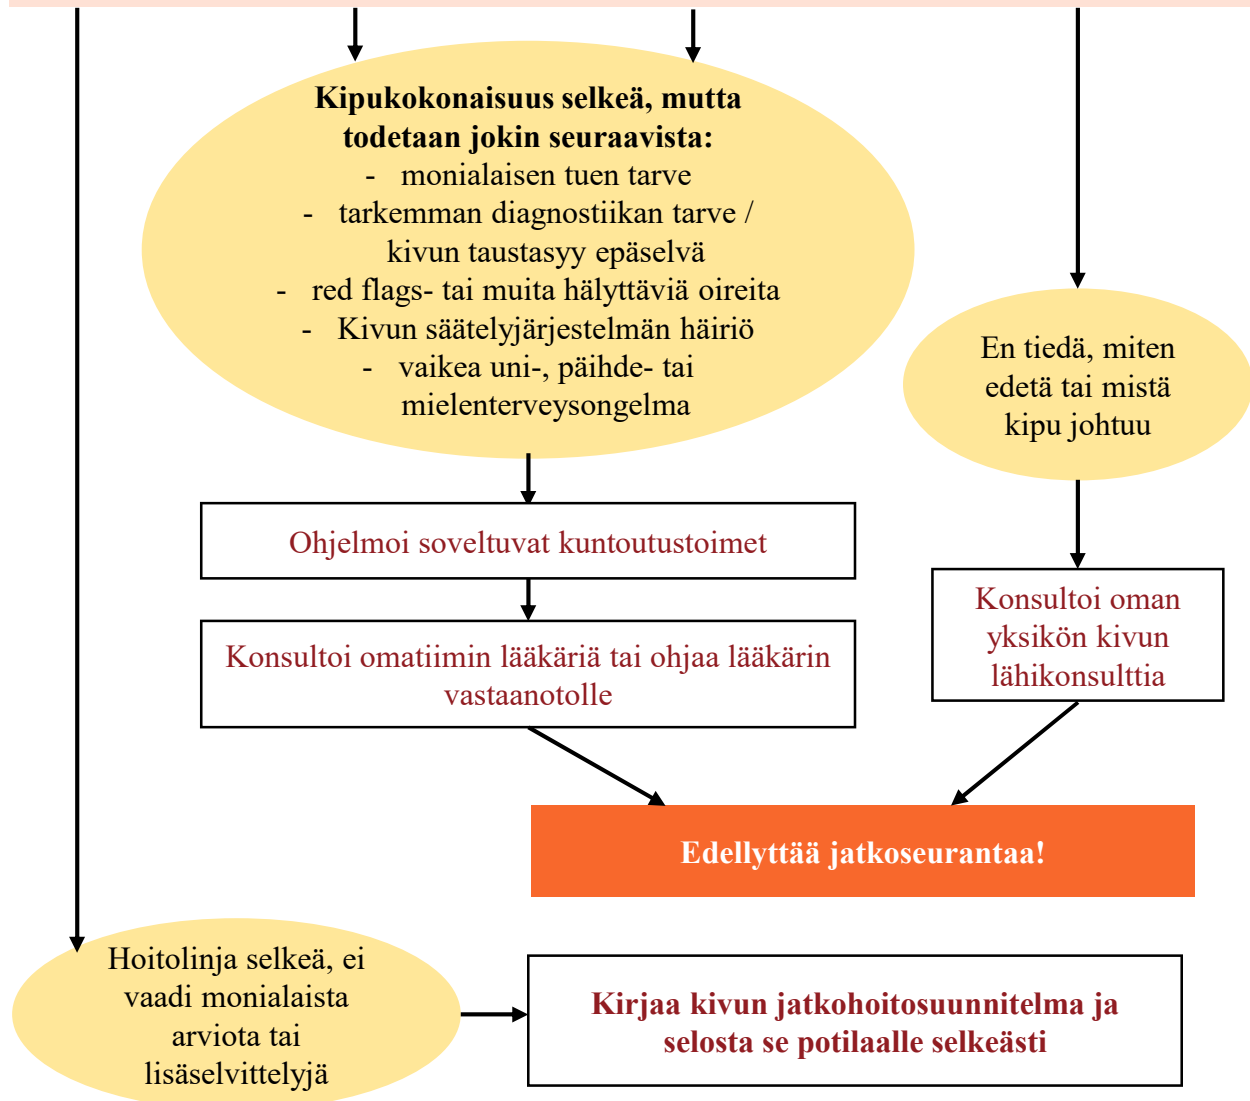 Kipukokonaisuus selkeä, mutta
todetaan jokin seuraavista:
- monialaisen tuen tarve
- tarkemman diagnostiikan tarve /
kivun taustasyy epäselvä
- red flags- tai muita hälyttäviä oireita
- Kivun säätelyjärjestelmän häiriö
- vaikea uni-, päihde- tai
mielenterveysongelma
En tiedä, miten
edetä tai mistä
kipu johtuu
Ohjelmoi soveltuvat kuntoutustoimet
Konsultoi omatiimin lääkäriä tai ohjaa lääkärin
vastaanotolle
Konsultoi oman
yksikön kivun
lähikonsulttia
Edellyttää jatkoseurantaa!
Hoitolinja selkeä, ei
vaadi monialaista
arviota tai
lisäselvittelyjä
Kirjaa kivun jatkohoitosuunnitelma ja
selosta se potilaalle selkeästi